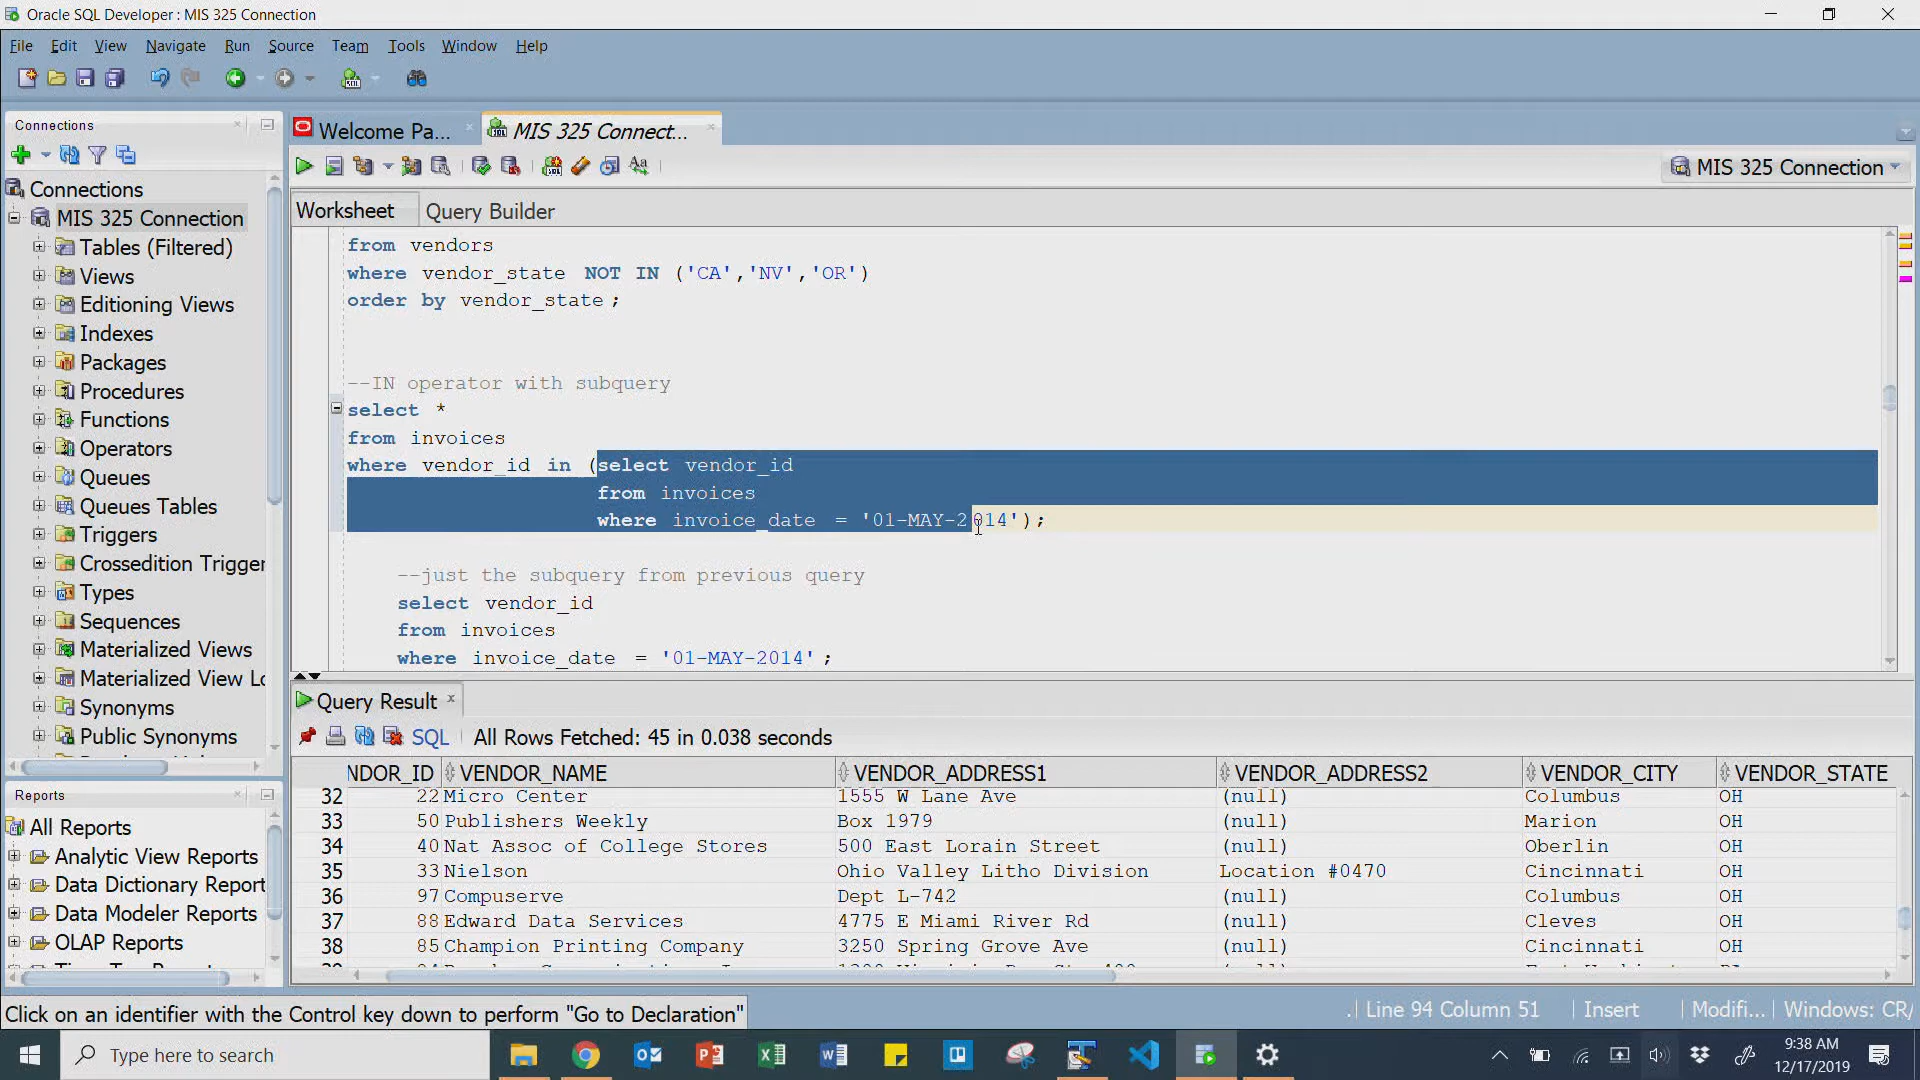 Oracle SQL Developer : MIS 325 Connection
File Edit View Navigate Run Source Team Tools Window Help
Connections
Welcome Pa...
MIS 325 Connect...
MIS 325 Connection
Connections
MIS 325 Connection
Tables (Filtered)
Views
Editioning Views
Indexes
Packages
Procedures
Functions
Operators
Queues
Queues Tables
Triggers
Crossedition Trigger
Types
Sequences
Materialized Views
Materialized View Lo
Synonyms
Public Synonyms
Reports
All Reports
Analytic View Reports
Data Dictionary Report
Data Modeler Reports
OLAP Reports
Worksheet Query Builder
from vendors
where vendor_state NOT IN ('CA','NV','OR')
order by vendor_state;
--IN operator with subquery
select *
from invoices
where vendor_id in (select vendor_id
from invoices
where invoice_date = '01-MAY-2014');
--just the subquery from previous query
select vendor_id
from invoices
where invoice_date = '01-MAY-2014';
Query Result
SQL All Rows Fetched: 45 in 0.038 seconds
NDOR_ID VENDOR_NAME VENDOR_ADDRESS1 VENDOR_ADDRESS2 VENDOR_CITY VENDOR_STATE
32 22 Micro Center 1555 W Lane Ave (null) Columbus OH
33 50 Publishers Weekly Box 1979 (null) Marion OH
34 40 Nat Assoc of College Stores 500 East Lorain Street (null) Oberlin OH
35 33 Nielson Ohio Valley Litho Division Location #0470 Cincinnati OH
36 97 Compuserve Dept L-742 (null) Columbus OH
37 88 Edward Data Services 4775 E Miami River Rd (null) Cleves OH
38 85 Champion Printing Company 3250 Spring Grove Ave (null) Cincinnati OH
Click on an identifier with the Control key down to perform "Go to Declaration"
Line 94 Column 51 Insert Modifi... Windows: CR/
Type here to search
9:38 AM
12/17/2019